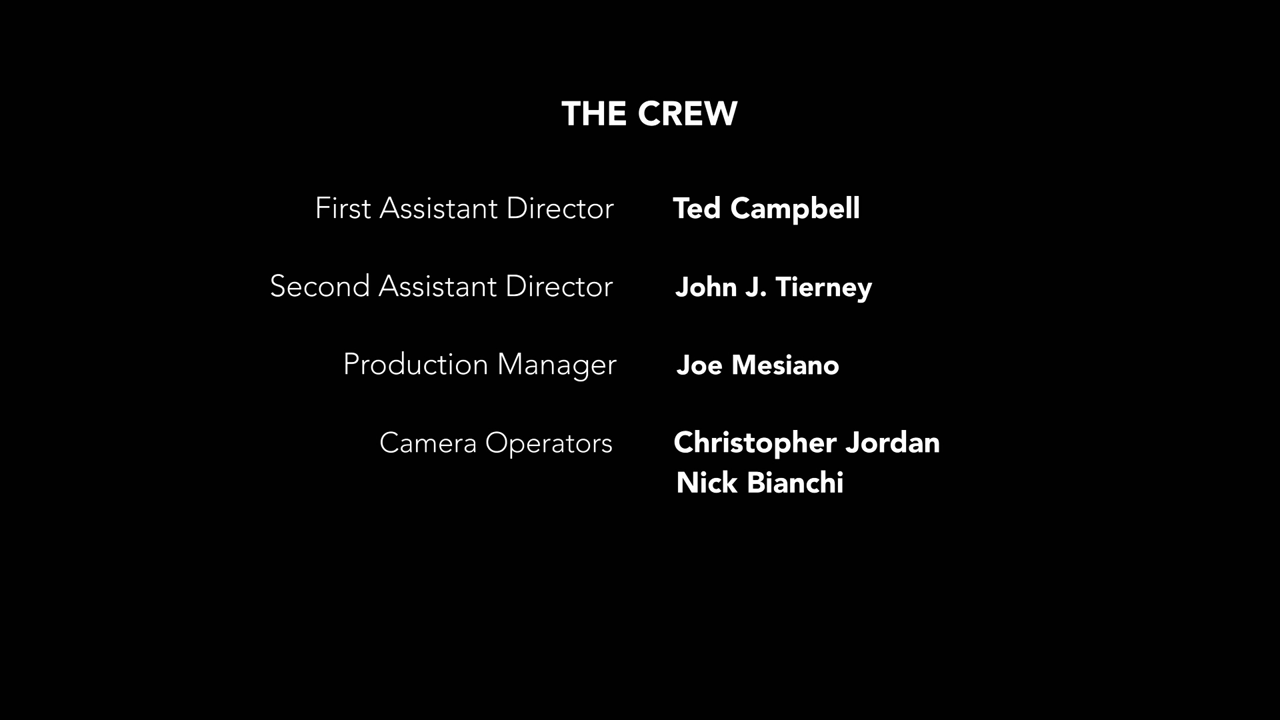 THE CREW
First Assistant Director Ted Campbell
Second Assistant Director John J. Tierney
Production Manager Joe Mesiano
Camera Operators Christopher Jordan
Nick Bianchi